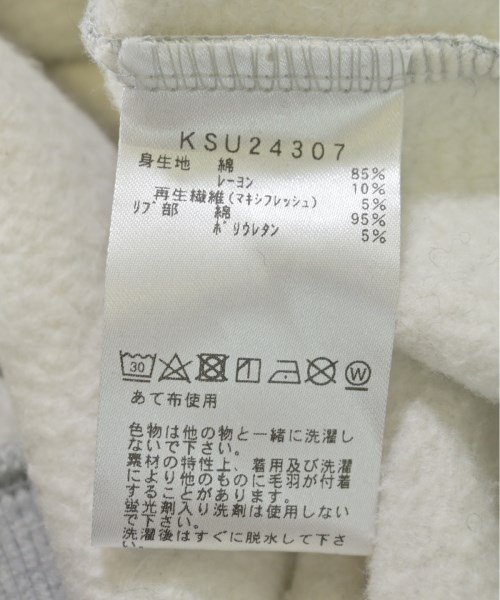 KSU24307
身生地 綿 85%
レーヨン 10%
再生繊維(マキシフレッシュ) 5%
リブ部 綿 95%
ポリウレタン 5%
30 W
あて布使用
色物は他の物と一緒に洗濯し
ないで下さい。
素材の特性上、着用及び洗濯
により他のものに毛羽が付着
することがあります。
蛍光剤入り洗剤は使用しない
で下さい。
洗濯後はすぐに脱水して下さ
い。